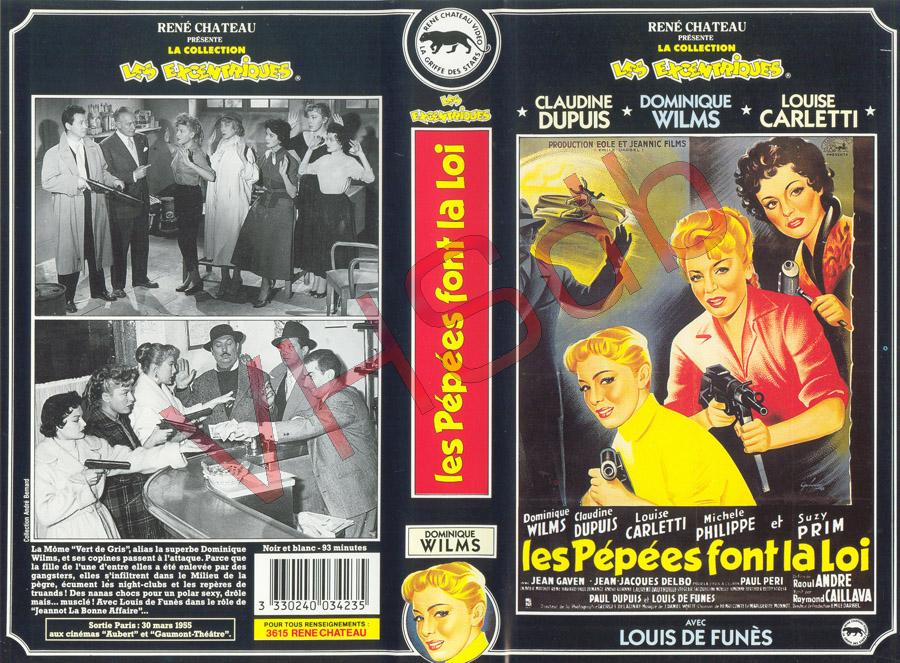 RENÉ CHATEAU
PRÉSENTE
LA COLLECTION
LES EXCENTRIQUES®
Collection André Bernard
La Môme "Vert de Gris", alias la superbe Dominique
Wilms, et ses copines passent à l'attaque. Parce que
la fille de l'une d'entre elles a été enlevée par des
gangsters, elles s'infiltrent dans le Milieu de la
pègre, écument les night-clubs et les repères de
truands ! Des nanas chocs pour un polar sexy, drôle
mais... musclé ! Avec Louis de Funès dans le rôle de
"Jeannot La Bonne Affaire"...
Sortie Paris : 30 mars 1955
aux cinémas "Aubert" et "Gaumont-Théâtre".
Noir et blanc - 93 minutes
3 330240 034235
POUR TOUS RENSEIGNEMENTS :
3615 RENE CHATEAU
RENÉ CHATEAU VIDEO
LA GRIFFE DES STARS
LES
EXCENTRIQUES
les Pépées font la Loi
DOMINIQUE
WILMS
RENÉ CHATEAU
PRÉSENTE
LA COLLECTION
LES EXCENTRIQUES®
CLAUDINE
DUPUIS
DOMINIQUE
WILMS
LOUISE
CARLETTI
PRODUCTION EOLE ET JEANNIC FILMS
Dominique WILMS
Claudine DUPUIS
Louise CARLETTI
Michele PHILIPPE
et Suzy PRIM
les Pépées font la Loi
JEAN GAVEN - JEAN-JACQUES DELBO
PAUL PERI
PAUL DUPUIS ET LOUIS DE FUNES
Raoul ANDRE
Raymond CAILLAVA
AVEC
LOUIS DE FUNÈS
VHSdb